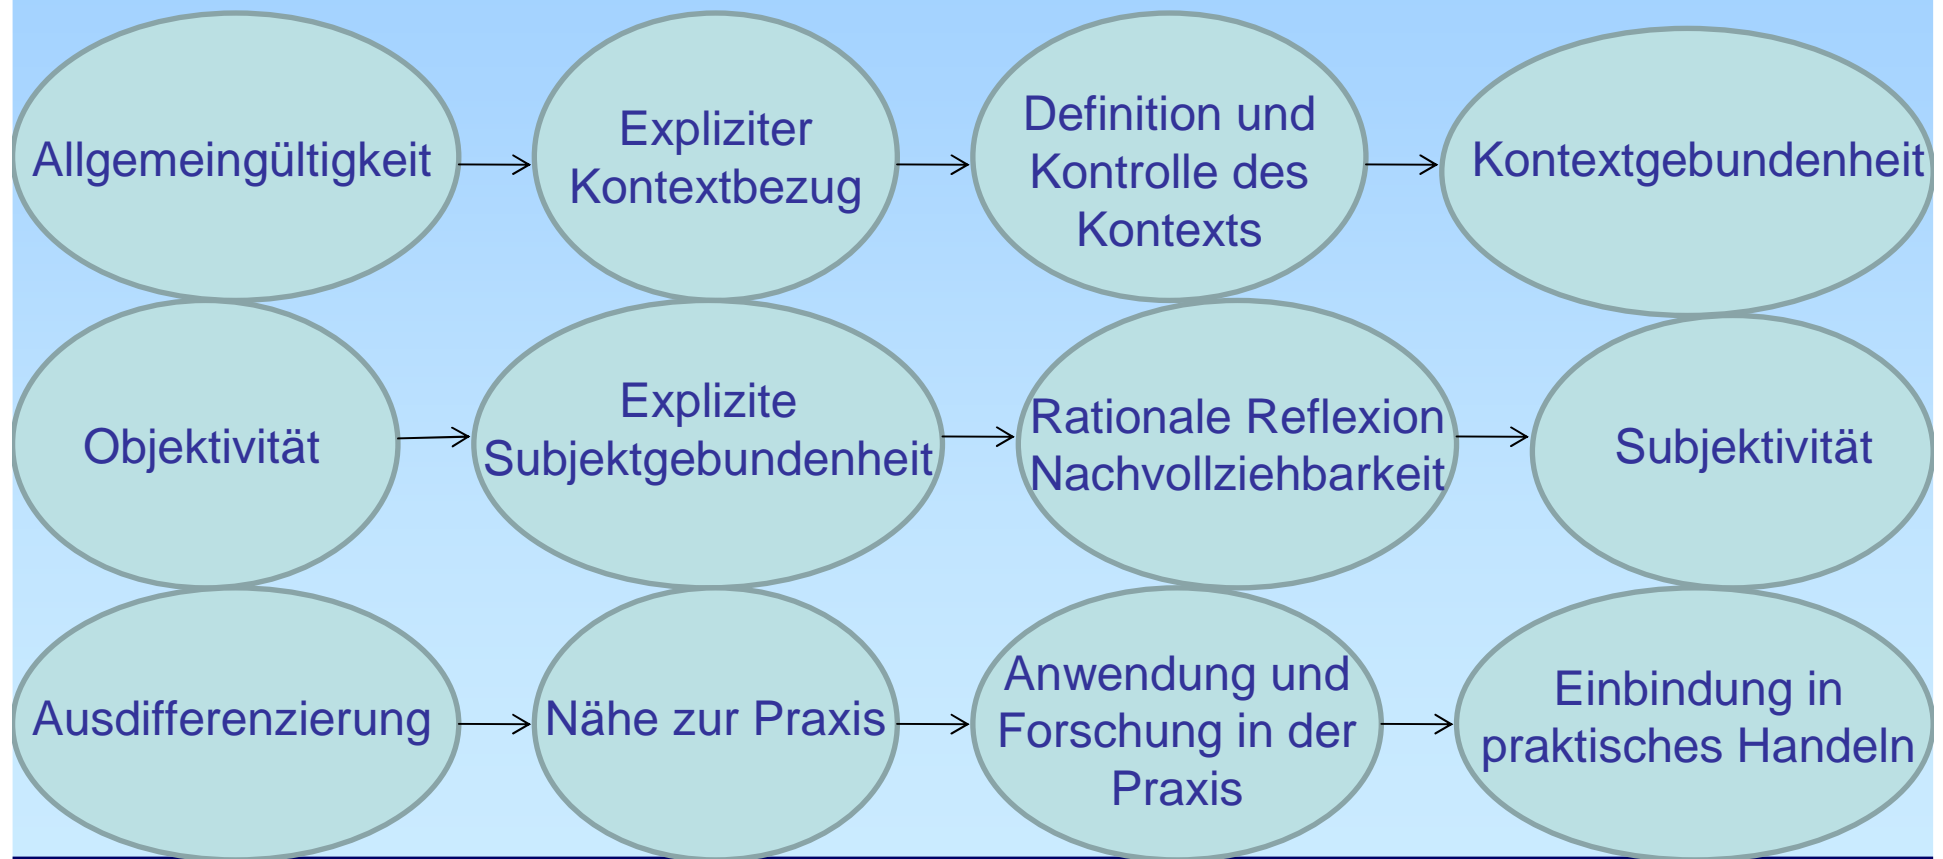 Allgemeingültigkeit
Expliziter
Kontextbezug
Definition und
Kontrolle des
Kontexts
Kontextgebundenheit
Objektivität
Explizite
Subjektgebundenheit
Rationale Reflexion
Nachvollziehbarkeit
Subjektivität
Ausdifferenzierung
Nähe zur Praxis
Anwendung und
Forschung in der
Praxis
Einbindung in
praktisches Handeln